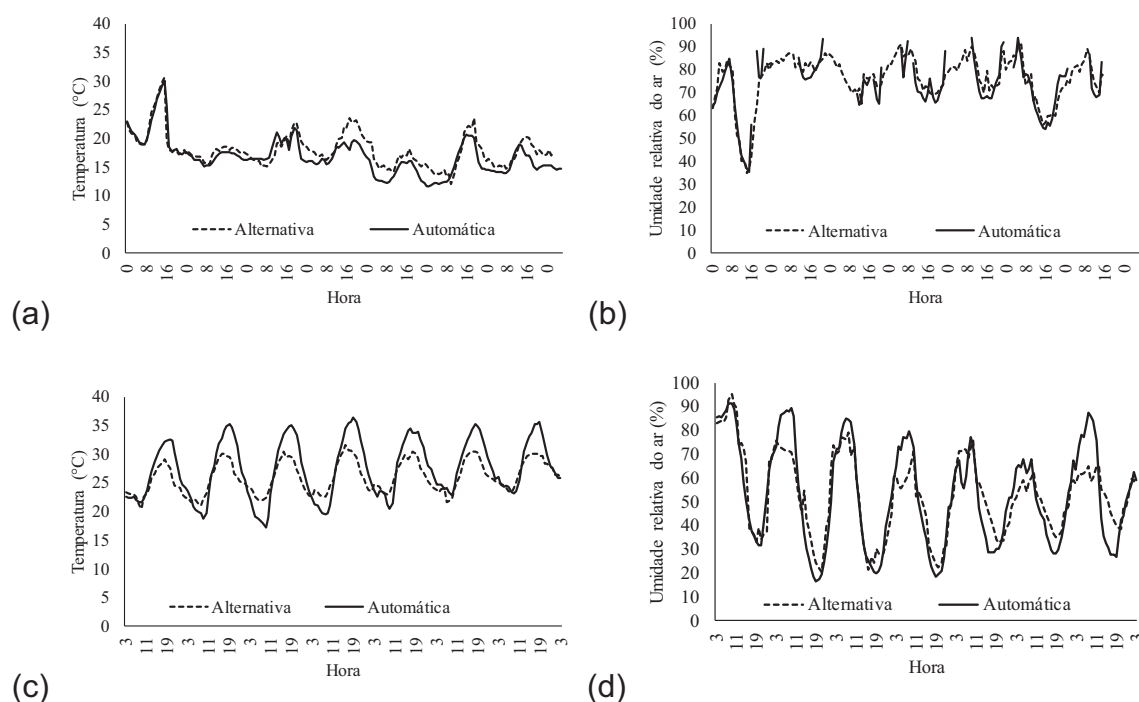 40
35
30
25
20
15
10
5
0
Temperatura (°C)
Alternativa
Automática
0 8 16 0 8 16 0 8 16 0 8 16 0 8 16 0 8 16 0 8 16 0
Hora
(a)
100
90
80
70
60
50
40
30
20
10
0
Umidade relativa do ar (%)
Alternativa
Automática
0 8 16 0 8 16 0 8 16 0 8 16 0 8 16 0 8 16 0 8 16 0
Hora
(b)
40
35
30
25
20
15
10
5
0
Temperatura (°C)
Alternativa
Automática
3 11 19 3 11 19 3 11 19 3 11 19 3 11 19 3 11 19 3 11 19 3
Hora
(c)
100
90
80
70
60
50
40
30
20
10
0
Umidade relativa do ar (%)
Alternativa
Automática
3 11 19 3 11 19 3 11 19 3 11 19 3 11 19 3 11 19 3 11 19 3
Hora
(d)